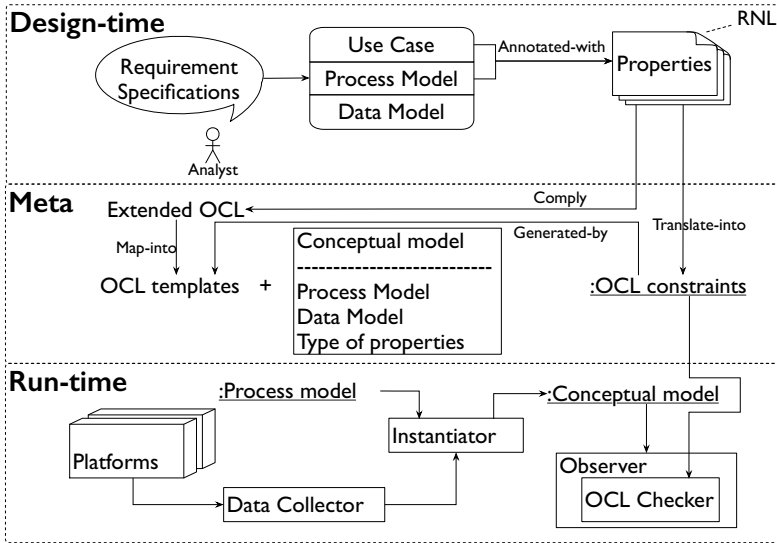 Design-time
RNL
Use Case
Annotated-with
Requirement
Specifications
Process Model
Properties
Data Model
Analyst
Meta
Extended OCL
Comply
Map-into
Generated-by
Translate-into
Conceptual model
OCL templates +
:OCL constraints
Process Model
Data Model
Type of properties
Run-time
:Process model
:Conceptual model
Instantiator
Platforms
Observer
Data Collector
OCL Checker